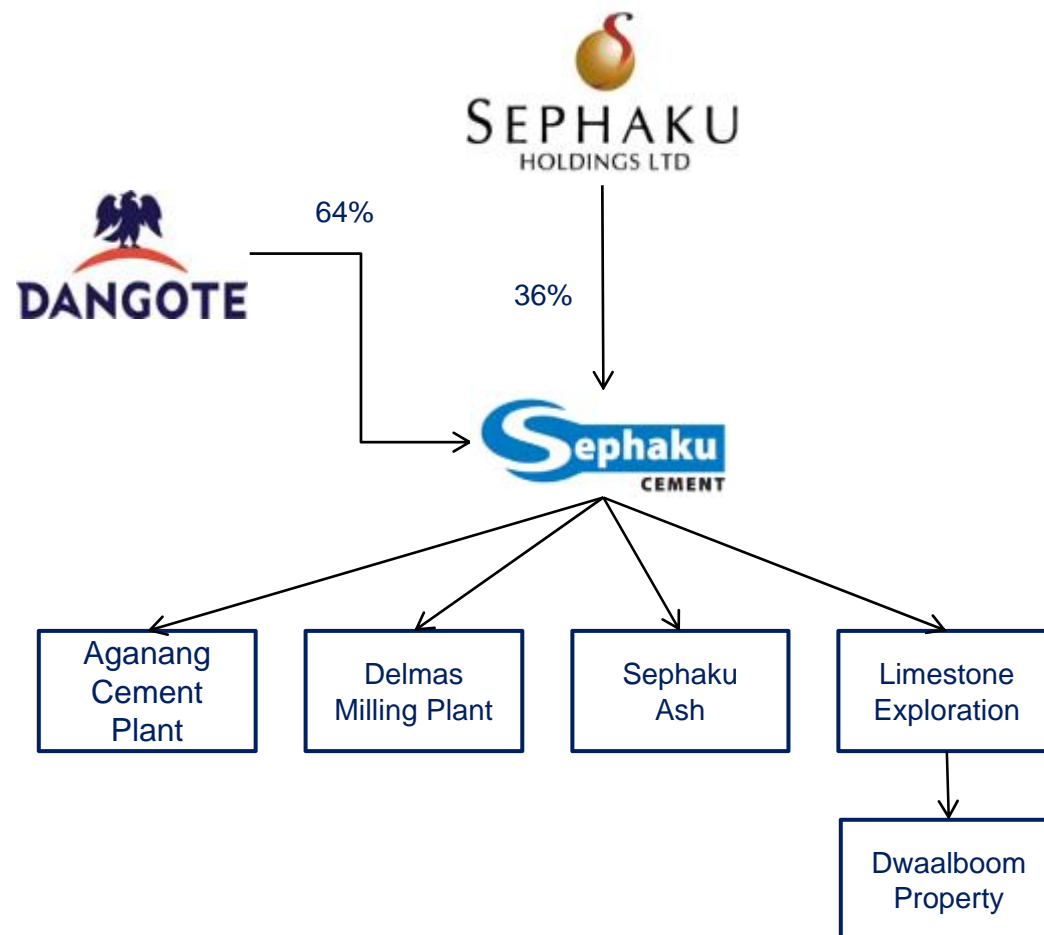 SEPHAKU
HOLDINGS LTD
64%
DANGOTE
36%
Sephaku
CEMENT
Aganang
Cement
Plant
Delmas
Milling Plant
Sephaku
Ash
Limestone
Exploration
Dwaalboom
Property